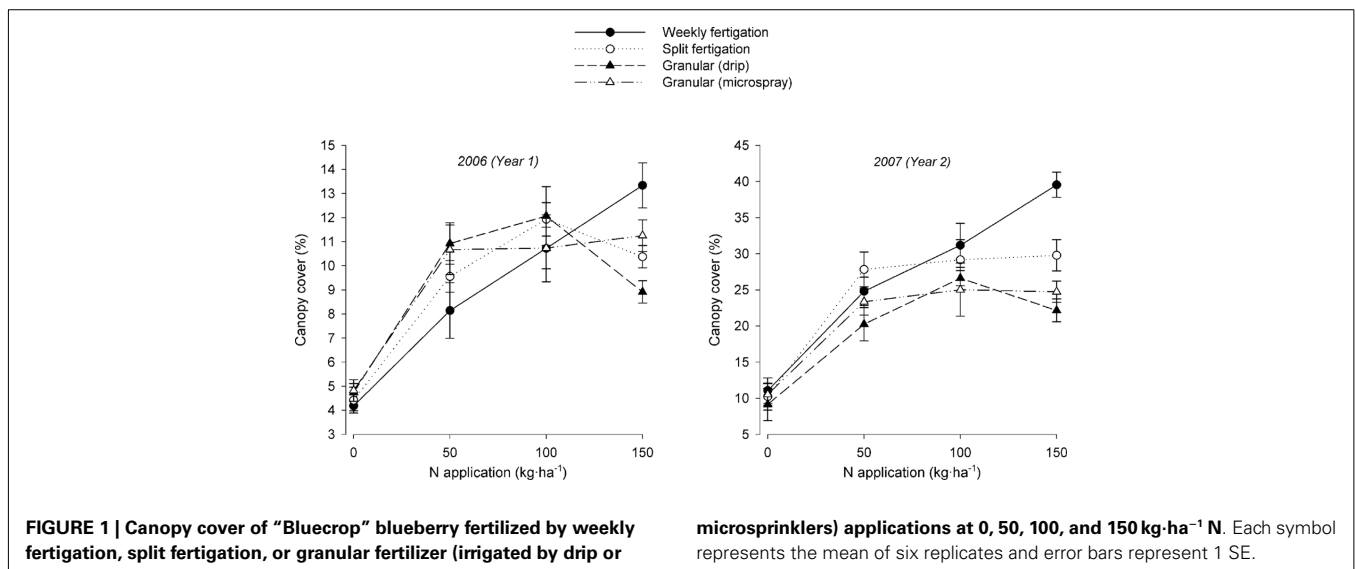 Weekly fertigation
Split fertigation
Granular (drip)
Granular (microspray)
2006 (Year 1)
Canopy cover (%)
15
14
13
12
11
10
9
8
7
6
5
4
3
0
50
100
150
N application (kg·ha⁻¹)
2007 (Year 2)
Canopy cover (%)
45
40
35
30
25
20
15
10
5
0
50
100
150
N application (kg·ha⁻¹)
FIGURE 1 | Canopy cover of “Bluecrop” blueberry fertilized by weekly
fertigation, split fertigation, or granular fertilizer (irrigated by drip or
microsprinklers) applications at 0, 50, 100, and 150 kg·ha⁻¹ N. Each symbol
represents the mean of six replicates and error bars represent 1 SE.